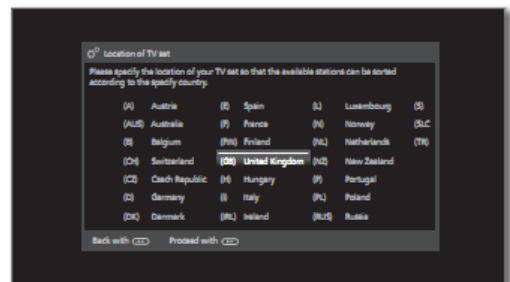 Location of TV set
Please specify the location of your TV set so that the available stations can be sorted
according to the specify country.
(A) Austria (E) Spain (L) Luxembourg (S)
(AUS) Australia (F) France (N) Norway (SLC
(B) Belgium (FIN) Finland (NL) Netherlands (TR)
(CH) Switzerland (GB) United Kingdom (NZ) New Zealand
(CZ) Czech Republic (H) Hungary (P) Portugal
(D) Germany (I) Italy (PL) Poland
(DK) Denmark (IRL) Ireland (RUS) Russia
Back with Proceed with